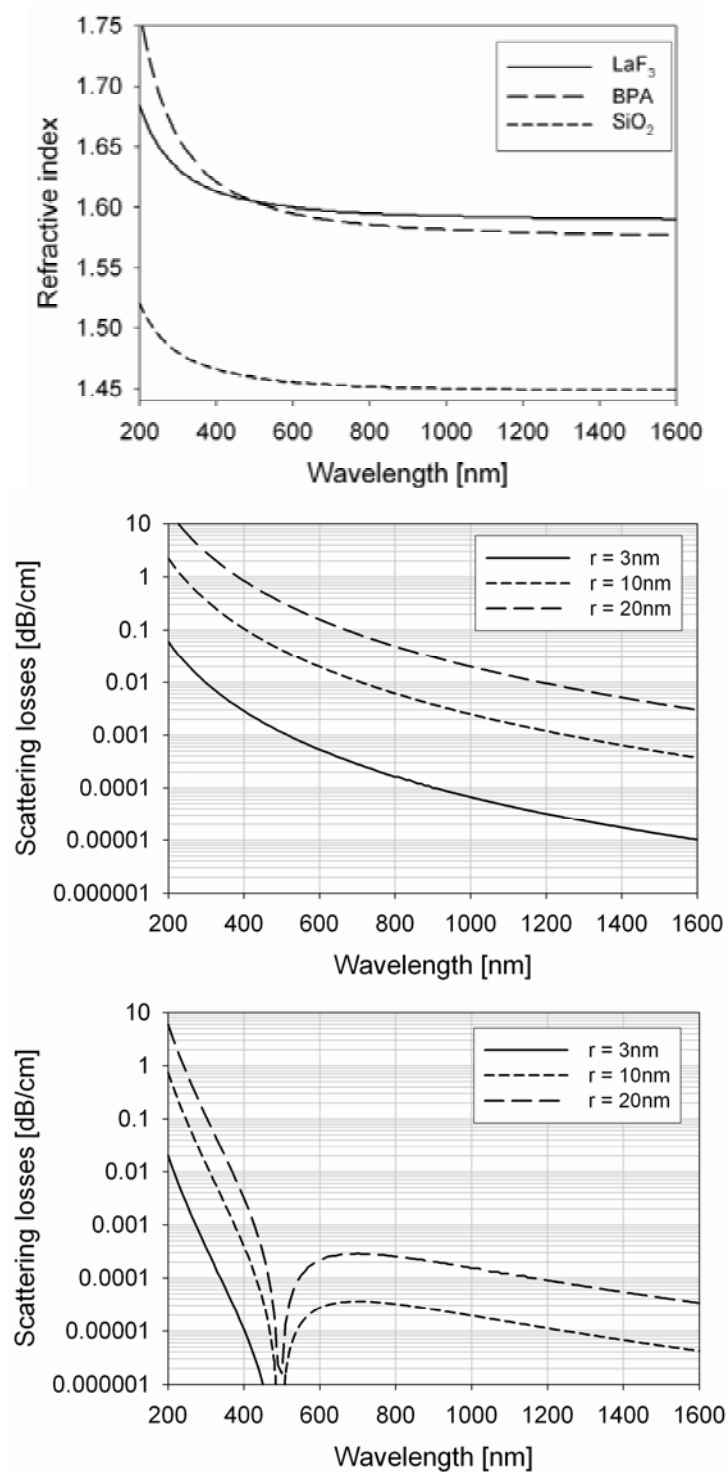 1.75
1.70
1.65
1.60
1.55
1.50
1.45
Refractive index
LaF₃
BPA
SiO₂
200 400 600 800 1000 1200 1400 1600
Wavelength [nm]
10
1
0.1
0.01
0.001
0.0001
0.00001
0.000001
Scattering losses [dB/cm]
r = 3nm
r = 10nm
r = 20nm
200 400 600 800 1000 1200 1400 1600
Wavelength [nm]
10
1
0.1
0.01
0.001
0.0001
0.00001
0.000001
Scattering losses [dB/cm]
r = 3nm
r = 10nm
r = 20nm
200 400 600 800 1000 1200 1400 1600
Wavelength [nm]